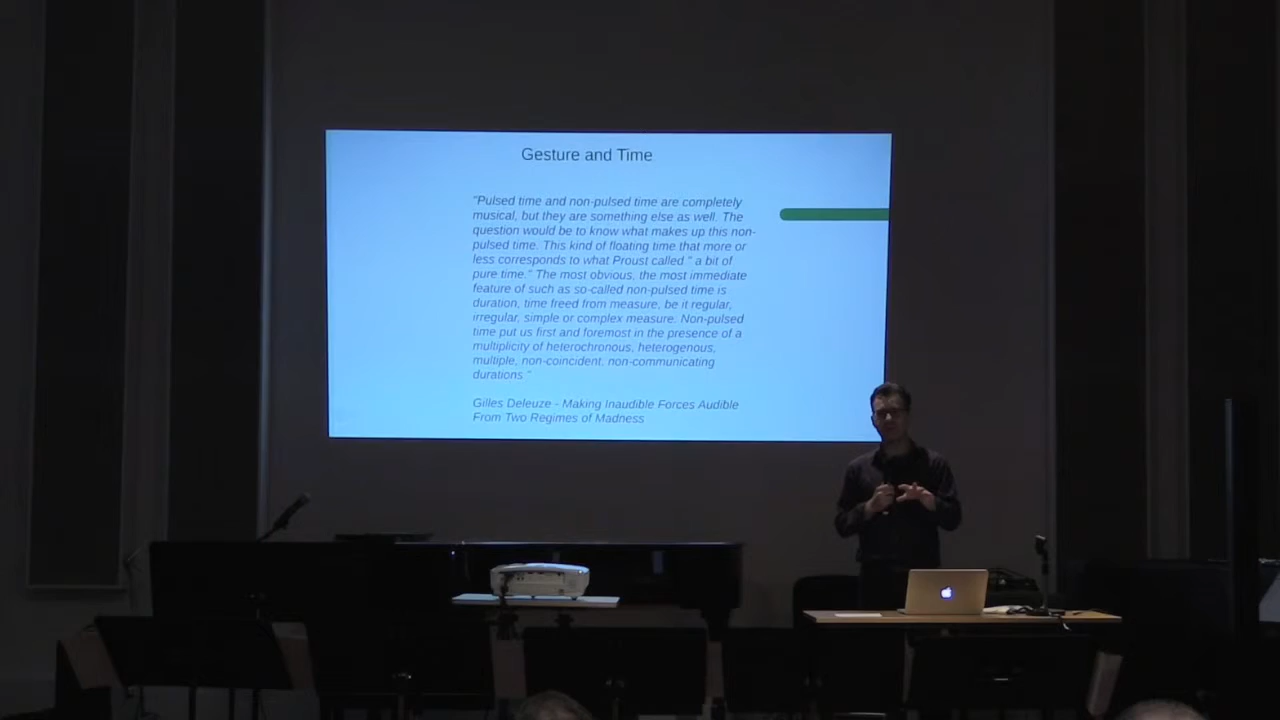 Gesture and Time
"Pulsed time and non-pulsed time are completely
musical, but they are something else as well. The
question would be to know what makes up this non-
pulsed time. This kind of floating time that more or
less corresponds to what Proust called " a bit of
pure time." The most obvious, the most immediate
feature of such as so-called non-pulsed time is
duration, time freed from measure, be it regular,
irregular, simple or complex measure. Non-pulsed
time put us first and foremost in the presence of a
multiplicity of heterochronous, heterogenous,
multiple, non-coincident, non-communicating
durations."
Gilles Deleuze - Making Inaudible Forces Audible
From Two Regimes of Madness